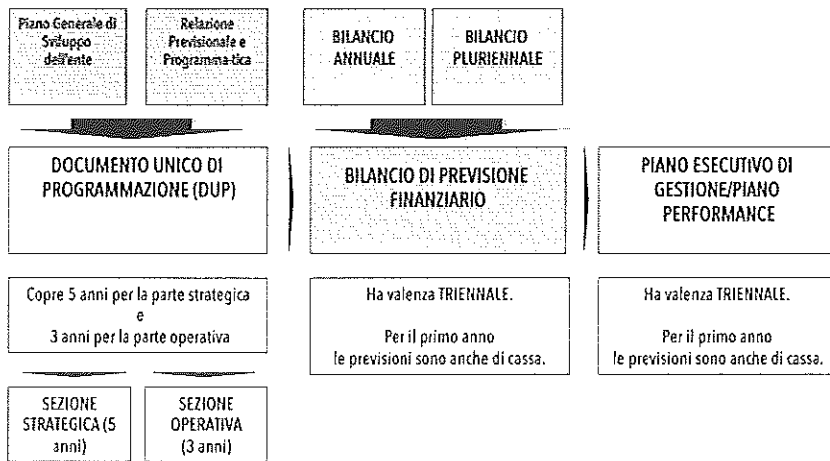 Piano Generale di
Sviluppo
dell'ente
Relazione
Previsionale e
Programma-tica
BILANCIO
ANNUALE
BILANCIO
PLURIENNALE
DOCUMENTO UNICO DI
PROGRAMMAZIONE (DUP)
BILANCIO DI PREVISIONE
FINANZIARIO
PIANO ESECUTIVO DI
GESTIONE/PIANO
PERFORMANCE
Copre 5 anni per la parte strategica
e
3 anni per la parte operativa
Ha valenza TRIENNALE.
Per il primo anno
le previsioni sono anche di cassa.
Ha valenza TRIENNALE.
Per il primo anno
le previsioni sono anche di cassa.
SEZIONE
STRATEGICA (5
anni)
SEZIONE
OPERATIVA
(3 anni)